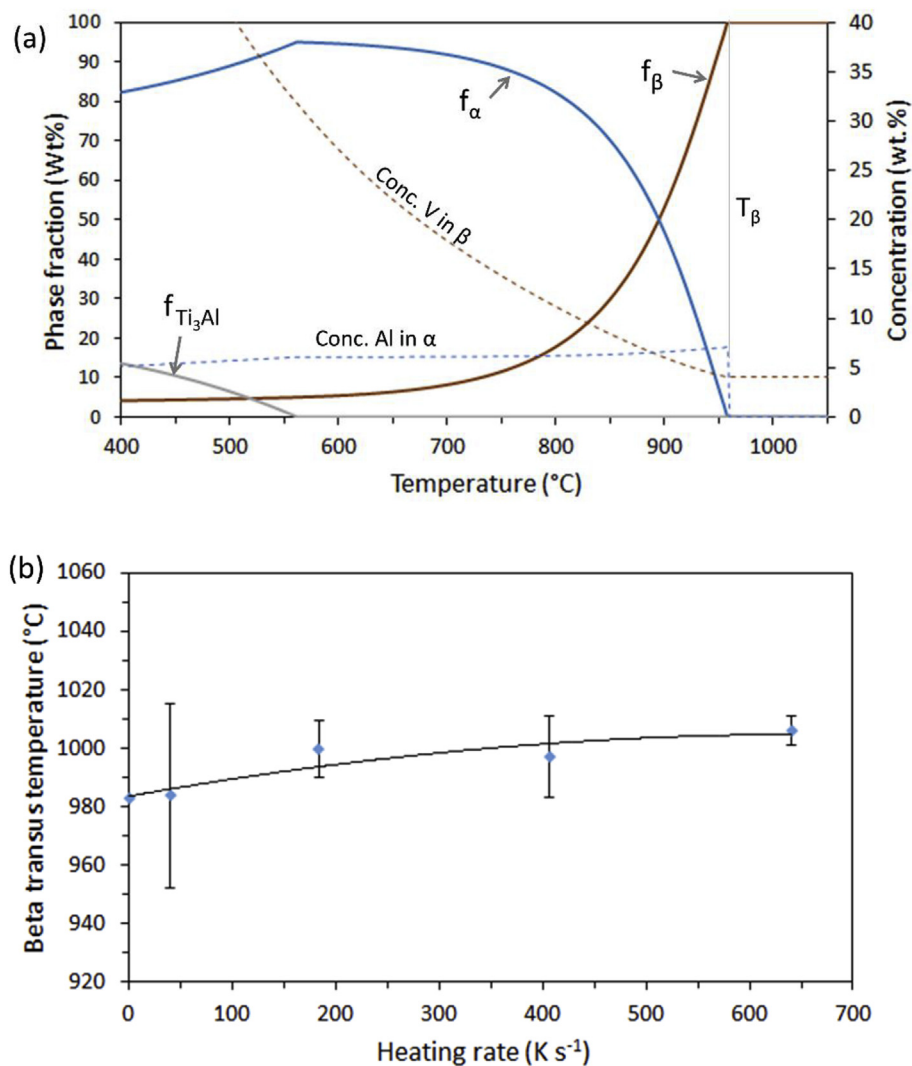 (a)
100
90
80
70
60
50
40
30
20
10
0
Phase fraction (Wt%)
40
35
30
25
20
15
10
5
0
Concentration (wt.%)
fα
fβ
Conc. V in β
Tβ
fTi₃Al
Conc. Al in α
400 500 600 700 800 900 1000
Temperature (°C)
(b)
1060
1040
1020
1000
980
960
940
920
Beta transus temperature (°C)
0 100 200 300 400 500 600 700
Heating rate (K s⁻¹)